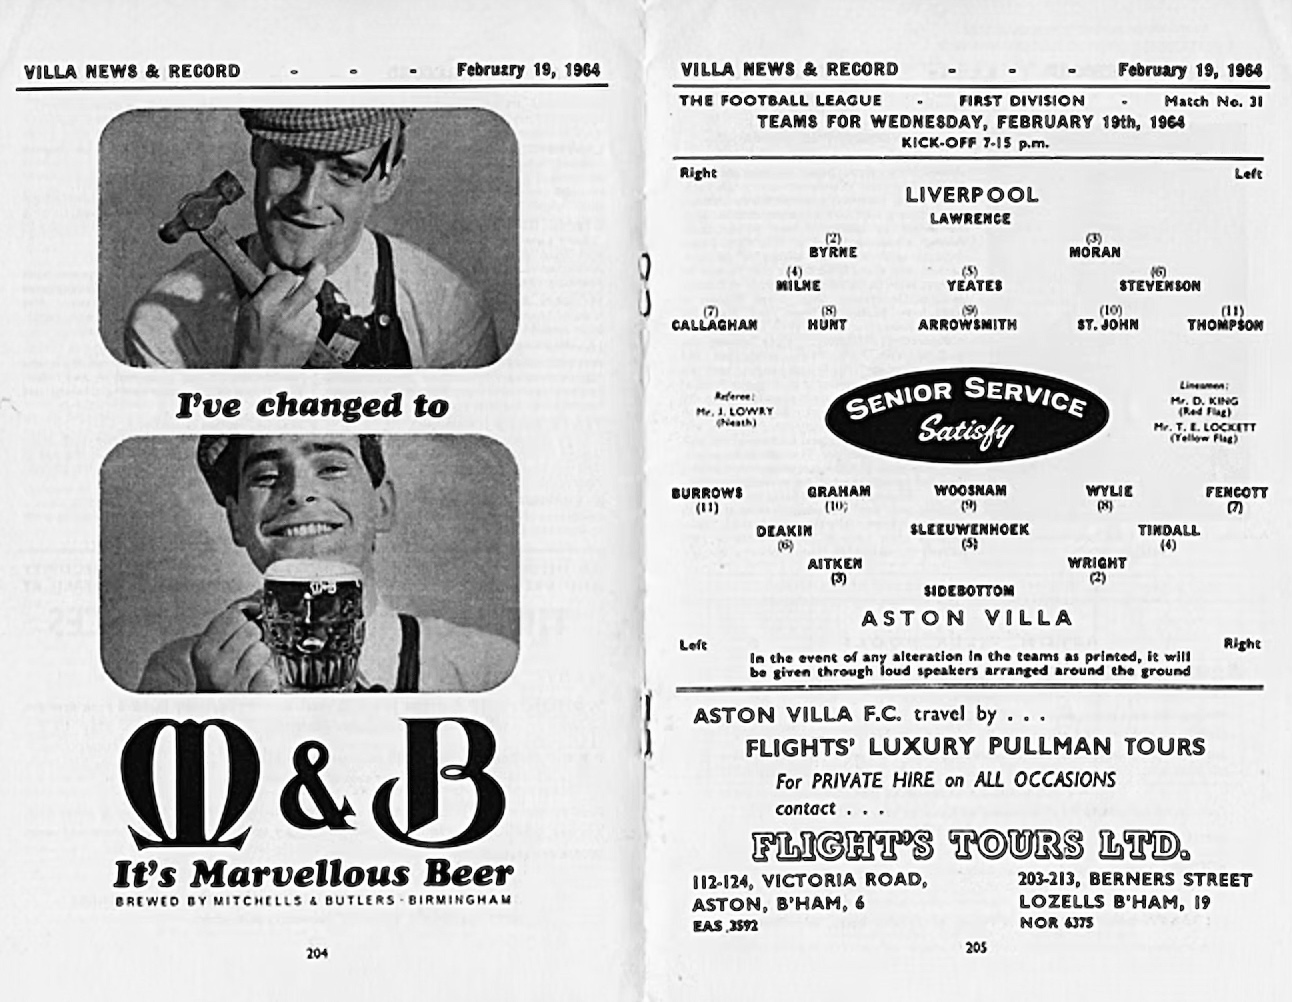 VILLA NEWS & RECORD - - - February 19, 1964
I've changed to
M & B
It's Marvellous Beer
BREWED BY MITCHELLS & BUTLERS · BIRMINGHAM
204
VILLA NEWS & RECORD - - - February 19, 1964
THE FOOTBALL LEAGUE - FIRST DIVISION - Match No. 31
TEAMS FOR WEDNESDAY, FEBRUARY 19th, 1964
KICK-OFF 7-15 p.m.
Right Left
LIVERPOOL
LAWRENCE
(2) (3)
BYRNE MORAN
(4) (5) (6)
MILNE YEATES STEVENSON
(7) (8) (9) (10) (11)
CALLAGHAN HUNT ARROWSMITH ST. JOHN THOMPSON
Referee:
Mr. J. LOWRY
(Neath)
SENIOR SERVICE
Satisfy
Linesmen:
Mr. D. KING
(Red Flag)
Mr. T. E. LOCKETT
(Yellow Flag)
BURROWS GRAHAM WOOSNAM WYLIE FENCOTT
(11) (10) (9) (8) (7)
DEAKIN SLEEUWENHOEK TINDALL
(6) (5) (4)
AITKEN WRIGHT
(3) (2)
SIDEBOTTOM
ASTON VILLA
Left Right
In the event of any alteration in the teams as printed, it will
be given through loud speakers arranged around the ground
ASTON VILLA F.C. travel by . . .
FLIGHTS' LUXURY PULLMAN TOURS
For PRIVATE HIRE on ALL OCCASIONS
contact . . .
FLIGHT'S TOURS LTD.
112-124, VICTORIA ROAD,
ASTON, B'HAM, 6
EAS 3592
203-213, BERNERS STREET
LOZELLS B'HAM, 19
NOR 6375
205